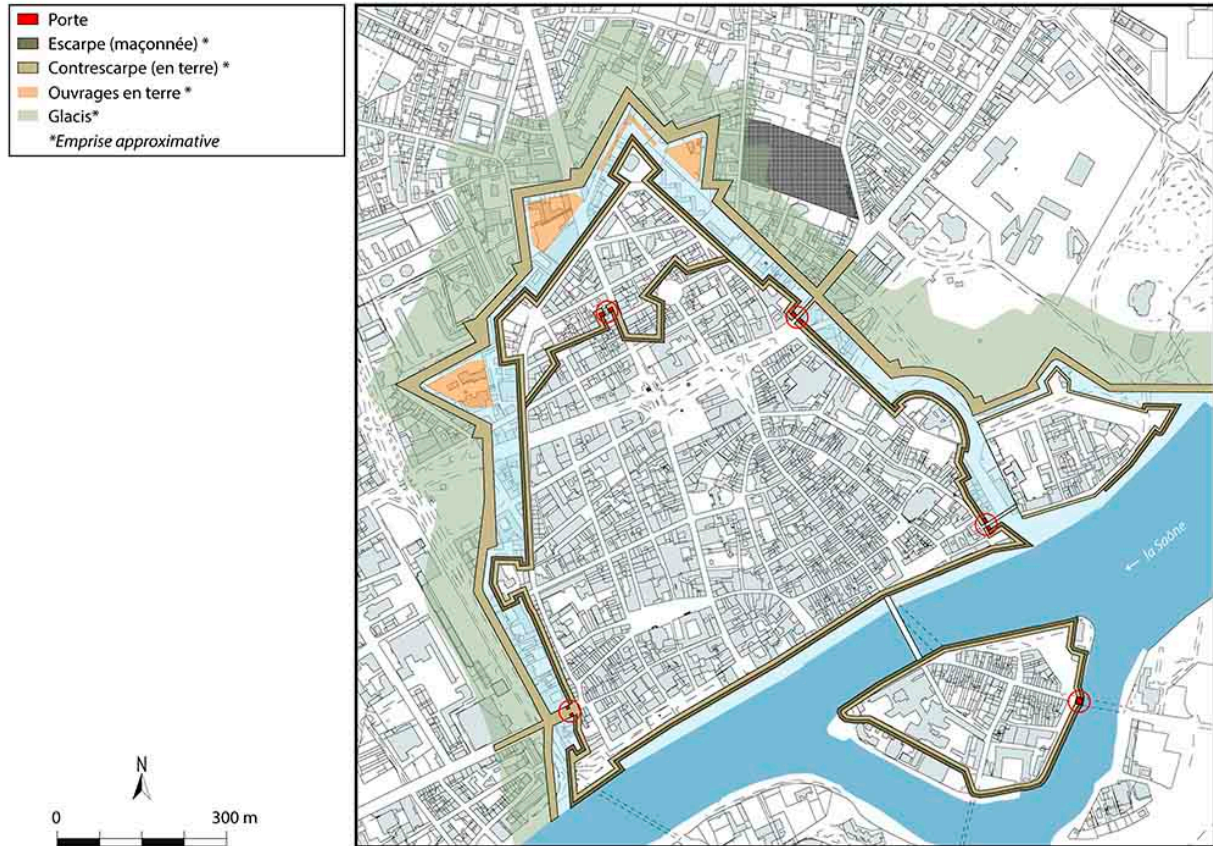 Porte
Escarpe (maçonnée) *
Contrescarpe (en terre) *
Ouvrages en terre *
Glacis*
*Emprise approximative
← la Saône
N
0 300 m